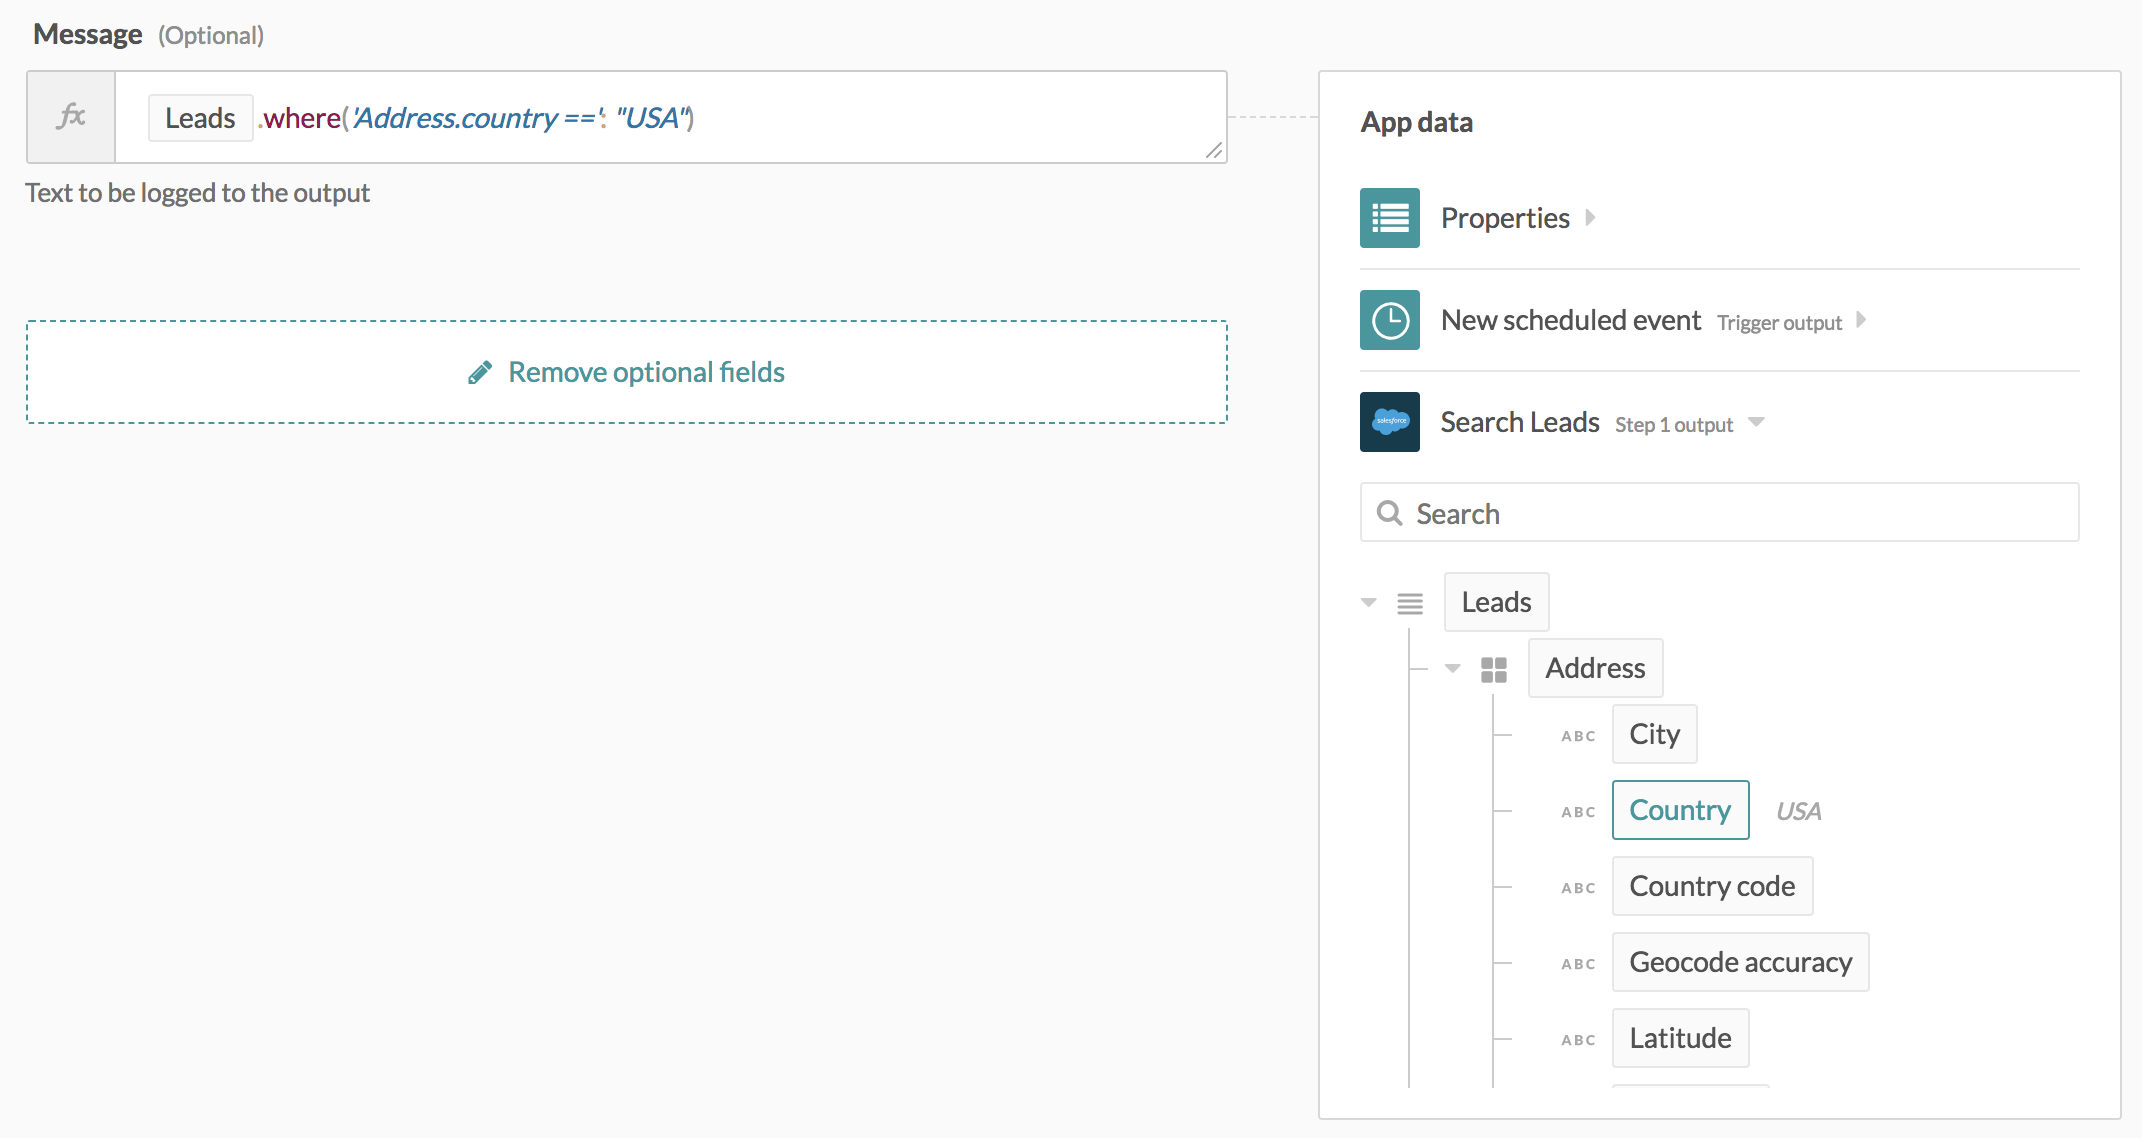 Message (Optional)
fx
Leads .where('Address.country ==': "USA")
Text to be logged to the output
Remove optional fields
App data
Properties
New scheduled event Trigger output
salesforce
Search Leads Step 1 output
Search
Leads
Address
ABC City
ABC Country USA
ABC Country code
ABC Geocode accuracy
ABC Latitude